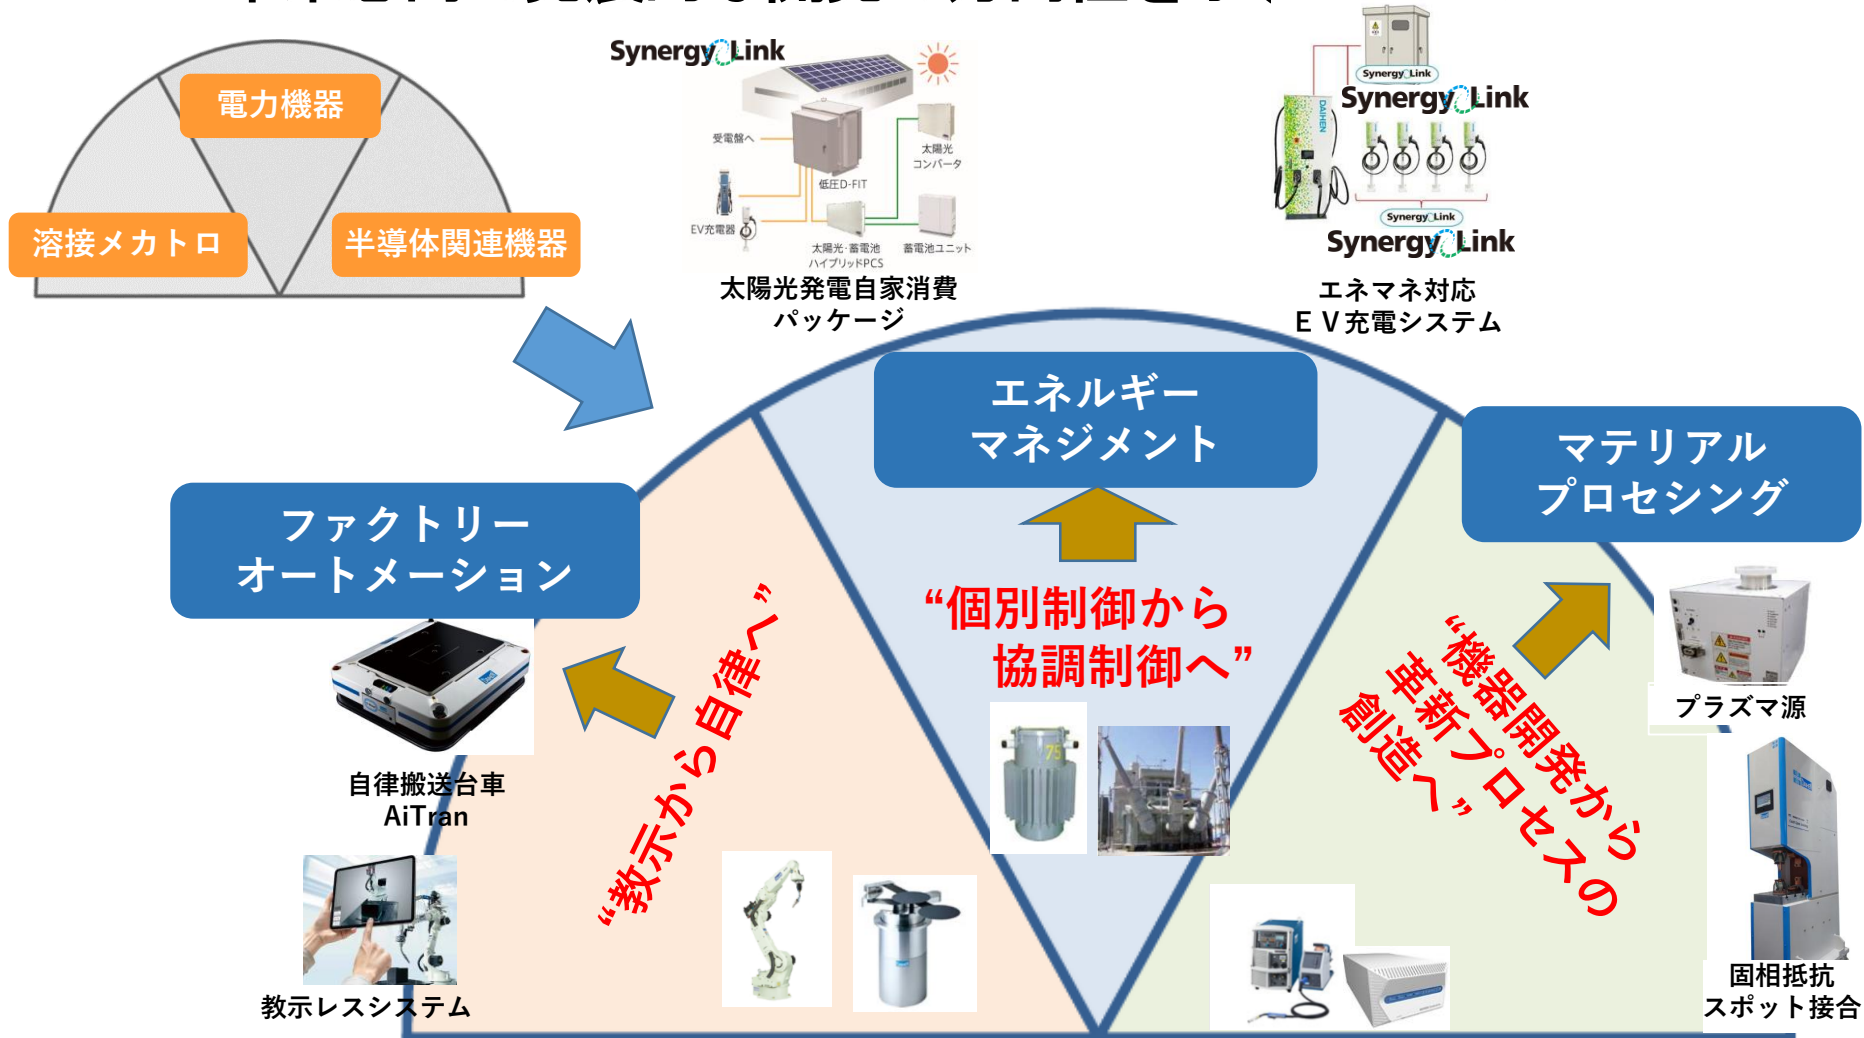 電力機器
溶接メカトロ
半導体関連機器
Synergy Link
受電盤へ
太陽光
コンバータ
低圧D-FIT
EV充電器
太陽光・蓄電池
ハイブリッドPCS
蓄電池ユニット
太陽光発電自家消費
パッケージ
Synergy Link
Synergy Link
DAIHEN
Synergy Link
Synergy Link
エネマネ対応
ＥＶ充電システム
エネルギー
マネジメント
マテリアル
プロセシング
ファクトリー
オートメーション
“個別制御から
協調制御へ”
“教示から自律へ”
“機器開発から
革新プロセスの
創造へ”
プラズマ源
自律搬送台車
AiTran
75
教示レスシステム
固相抵抗
スポット接合